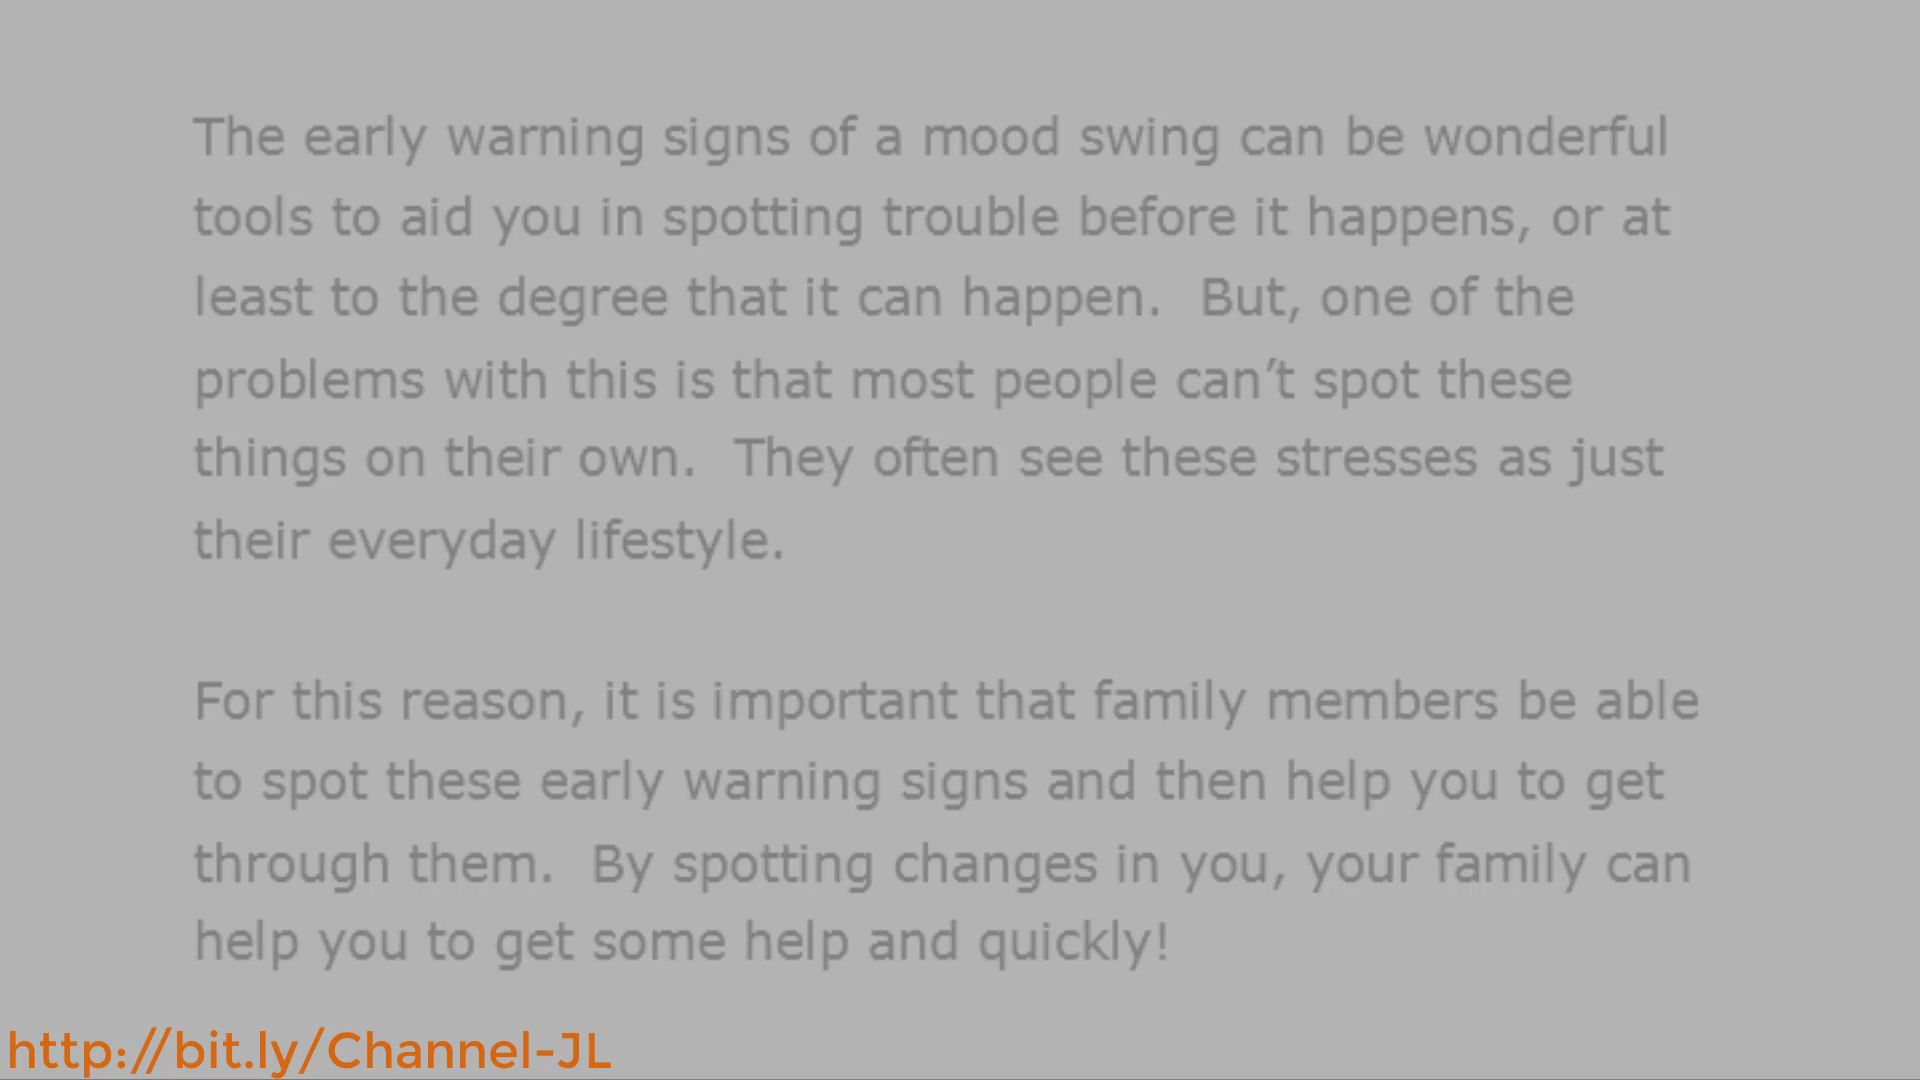 The early warning signs of a mood swing can be wonderful
tools to aid you in spotting trouble before it happens, or at
least to the degree that it can happen.  But, one of the
problems with this is that most people can’t spot these
things on their own.  They often see these stresses as just
their everyday lifestyle.
For this reason, it is important that family members be able
to spot these early warning signs and then help you to get
through them.  By spotting changes in you, your family can
help you to get some help and quickly!
http://bit.ly/Channel-JL